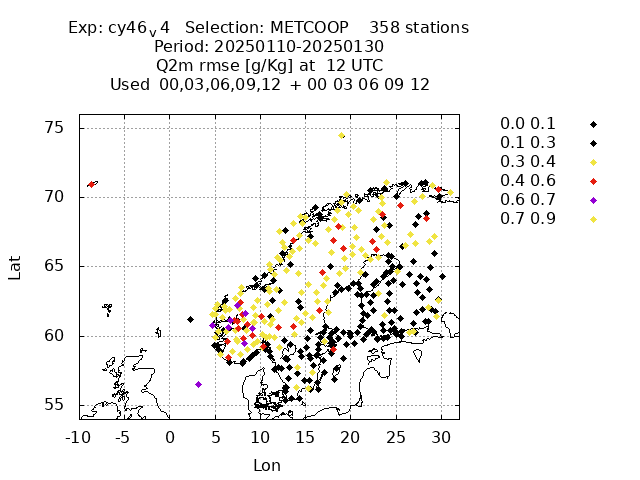 Exp: cy46v4   Selection: METCOOP    358 stations
Period: 20250110-20250130
Q2m rmse [g/Kg] at  12 UTC
Used  00,03,06,09,12  + 00 03 06 09 12
0.0 0.1
0.1 0.3
0.3 0.4
0.4 0.6
0.6 0.7
0.7 0.9
75
70
65
60
55
Lat
-10 -5 0 5 10 15 20 25 30
Lon